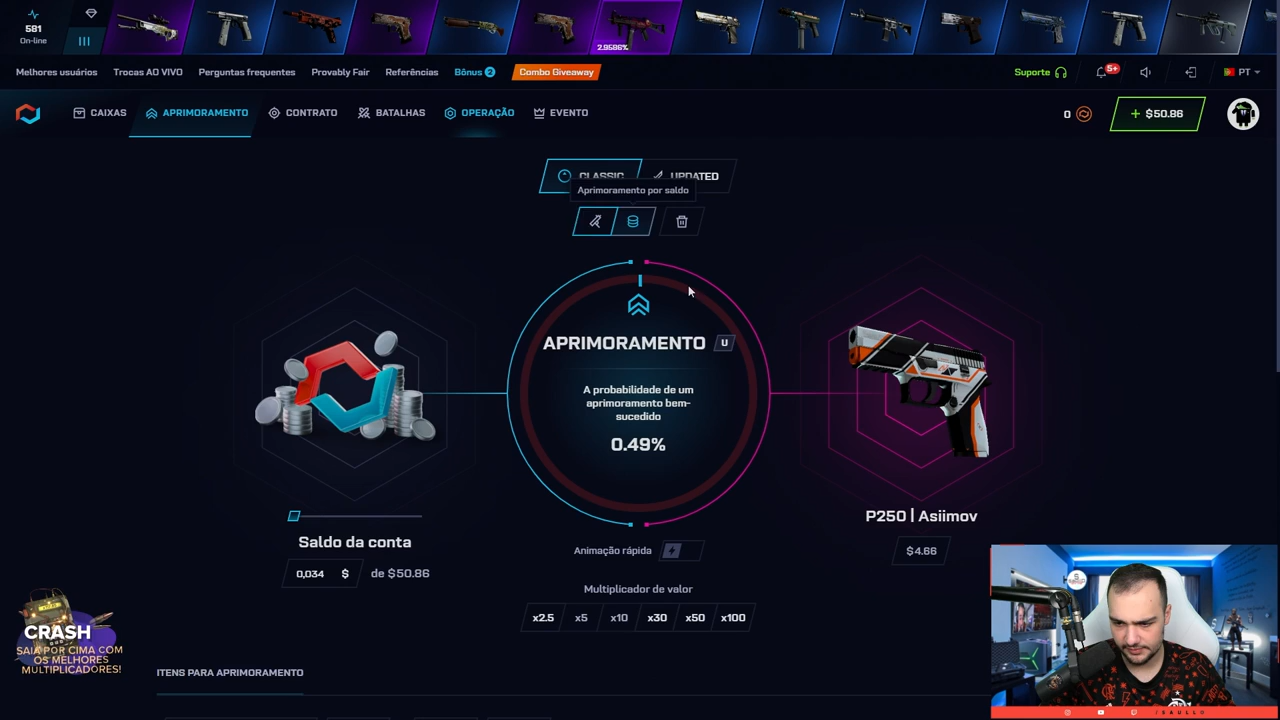 581
On-line
2.9586%
Melhores usuários
Trocas AO VIVO
Perguntas frequentes
Provably Fair
Referências
Bônus 2
Combo Giveaway
Suporte
5+
PT
CAIXAS
APRIMORAMENTO
CONTRATO
BATALHAS
OPERAÇÃO
EVENTO
0
+ $50.86
CLASSIC
UPDATED
Aprimoramento por saldo
APRIMORAMENTO U
A probabilidade de um
aprimoramento bem-
sucedido
0.49%
Saldo da conta
0,034 $ de $50.86
P250 | Asiimov
$4.66
Animação rápida
Multiplicador de valor
x2.5 x5 x10 x30 x50 x100
CRASH
SAIA POR CIMA COM
OS MELHORES
MULTIPLICADORES!
ITENS PARA APRIMORAMENTO
/SAULLO